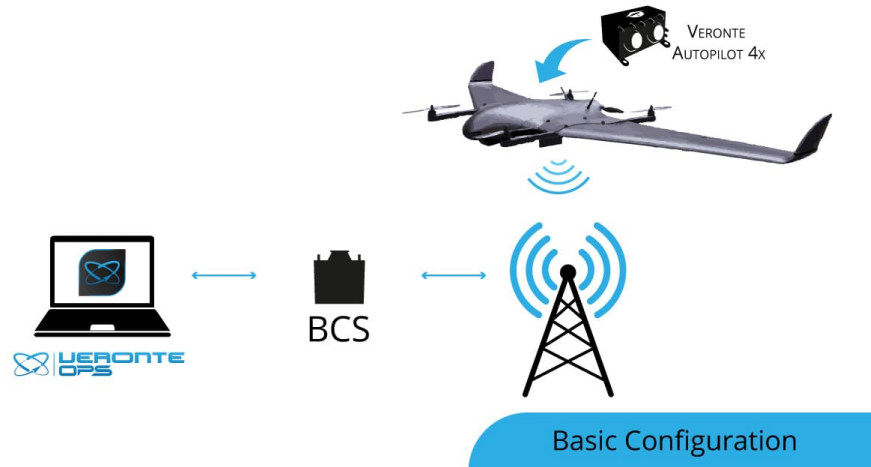 VERONTE
AUTOPILOT 4X
BCS
VERONTE
OPS
Basic Configuration